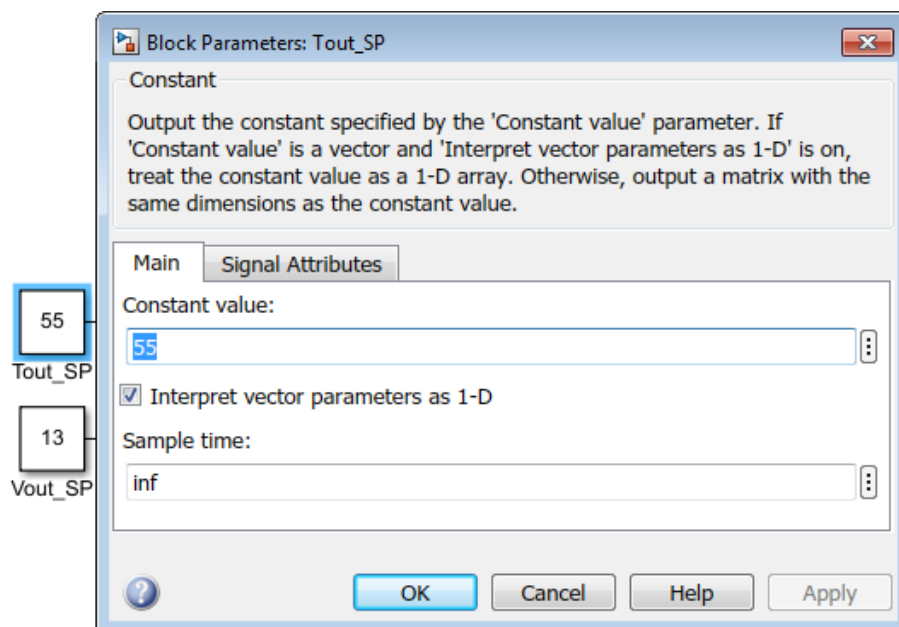 Block Parameters: Tout_SP
Constant
Output the constant specified by the 'Constant value' parameter. If
'Constant value' is a vector and 'Interpret vector parameters as 1-D' is on,
treat the constant value as a 1-D array. Otherwise, output a matrix with the
same dimensions as the constant value.
Main
Signal Attributes
Constant value:
55
Interpret vector parameters as 1-D
Sample time:
inf
OK
Cancel
Help
Apply
55
Tout_SP
13
Vout_SP